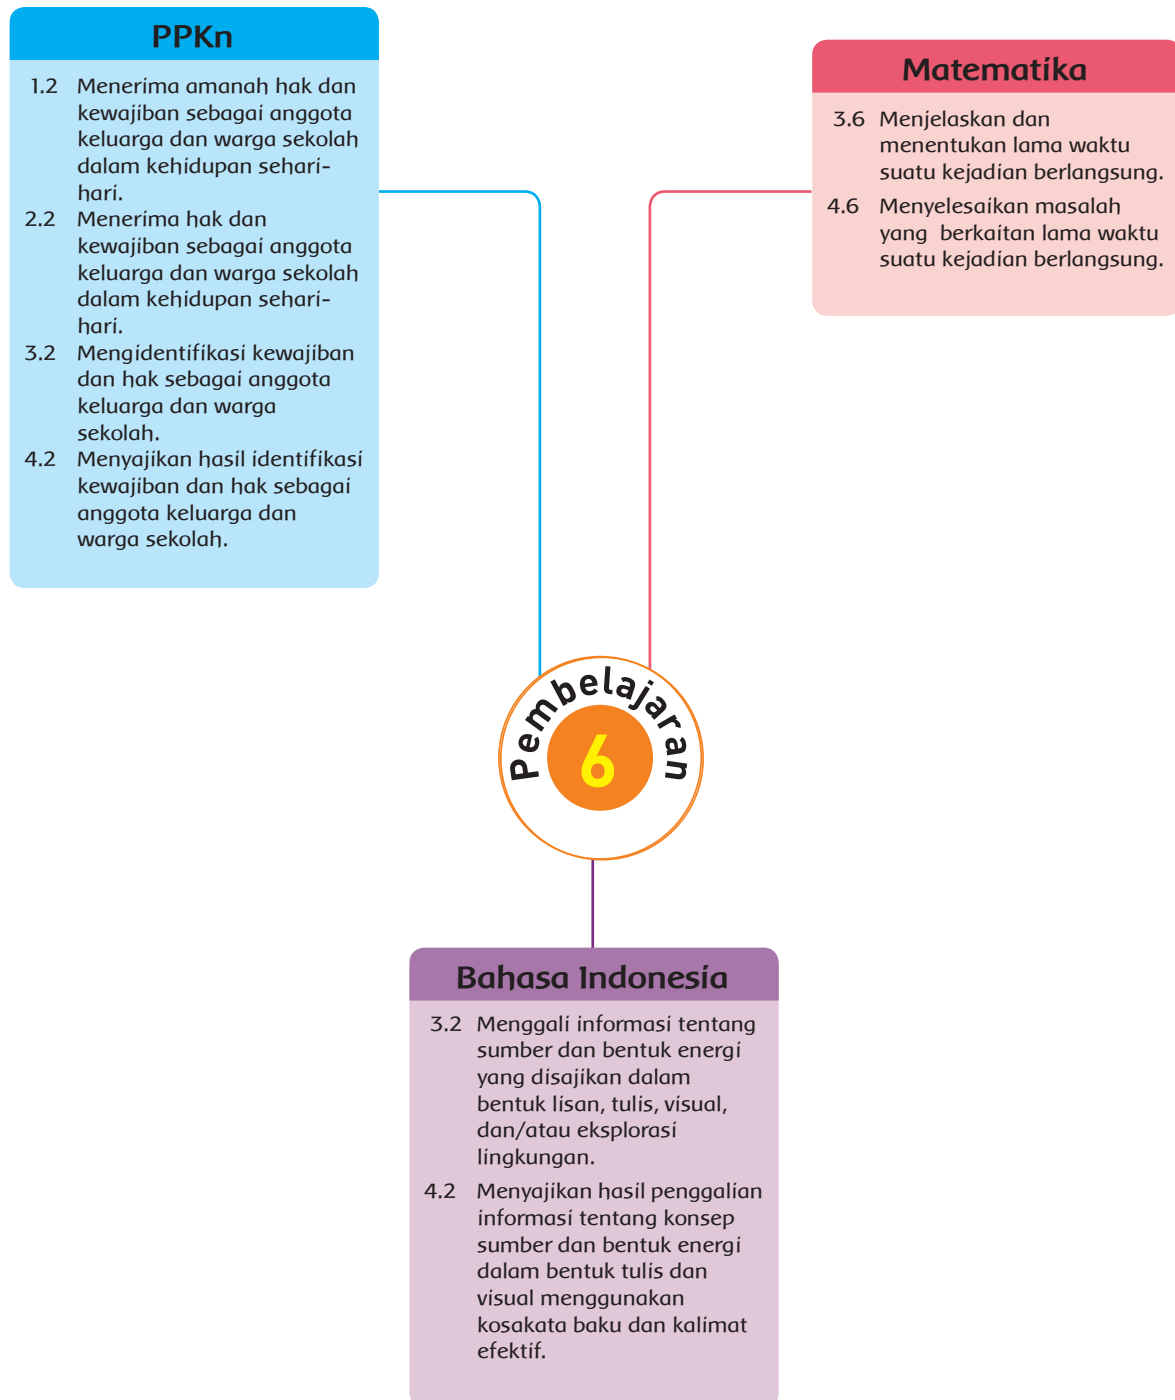 PPKn
1.2 Menerima amanah hak dan
kewajiban sebagai anggota
keluarga dan warga sekolah
dalam kehidupan sehari-
hari.
2.2 Menerima hak dan
kewajiban sebagai anggota
keluarga dan warga sekolah
dalam kehidupan sehari-
hari.
3.2 Mengidentifikasi kewajiban
dan hak sebagai anggota
keluarga dan warga
sekolah.
4.2 Menyajikan hasil identifikasi
kewajiban dan hak sebagai
anggota keluarga dan
warga sekolah.
Matematika
3.6 Menjelaskan dan
menentukan lama waktu
suatu kejadian berlangsung.
4.6 Menyelesaikan masalah
yang berkaitan lama waktu
suatu kejadian berlangsung.
Pembelajaran
6
Bahasa Indonesia
3.2 Menggali informasi tentang
sumber dan bentuk energi
yang disajikan dalam
bentuk lisan, tulis, visual,
dan/atau eksplorasi
lingkungan.
4.2 Menyajikan hasil penggalian
informasi tentang konsep
sumber dan bentuk energi
dalam bentuk tulis dan
visual menggunakan
kosakata baku dan kalimat
efektif.